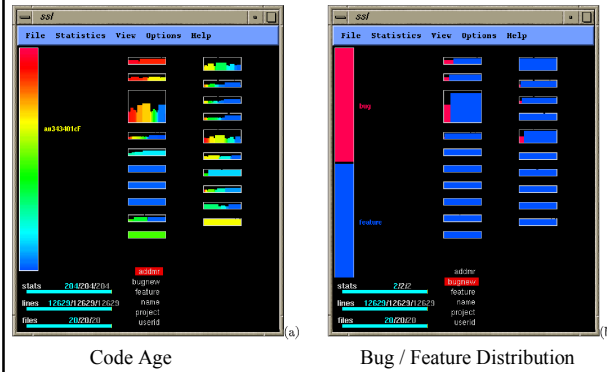 ssl
File Statistics View Options Help
au343401cF
addmr
bugnew
feature
name
project
userid
stats 204/204/204
lines 12629/12629/12629
files 20/20/20
(a)
Code Age
ssl
File Statistics View Options Help
bug
feature
addmr
bugnew
feature
name
project
userid
stats 2/2/2
lines 12629/12629/12629
files 20/20/20
Bug / Feature Distribution